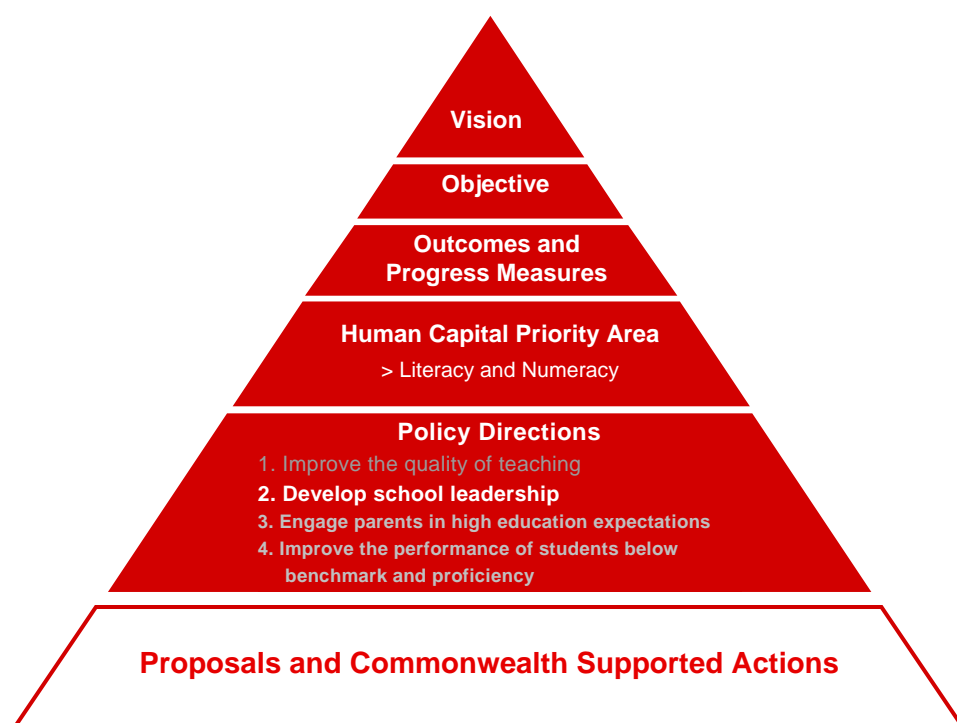 Vision
Objective
Outcomes and
Progress Measures
Human Capital Priority Area
> Literacy and Numeracy
Policy Directions
1. Improve the quality of teaching
2. Develop school leadership
3. Engage parents in high education expectations
4. Improve the performance of students below
benchmark and proficiency
Proposals and Commonwealth Supported Actions